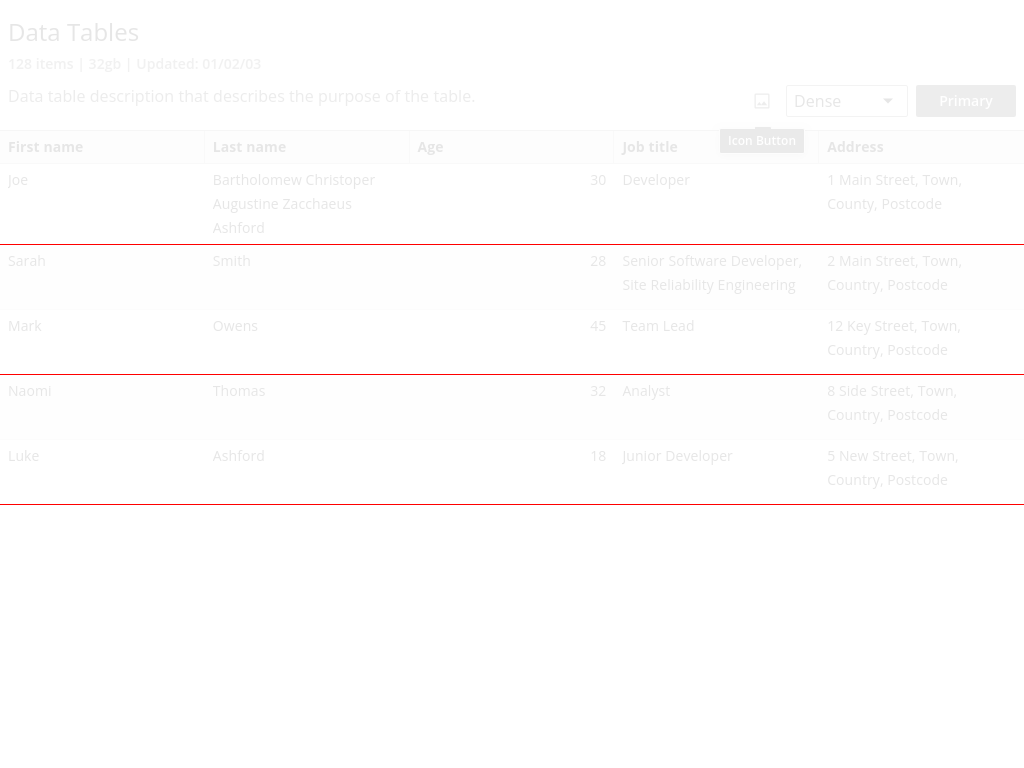 Data Tables
128 items | 32gb | Updated: 01/02/03
Data table description that describes the purpose of the table.
Dense
Primary
Icon Button
First name Last name Age Job title Address
Joe Bartholomew Christoper 30 Developer 1 Main Street, Town,
Augustine Zacchaeus County, Postcode
Ashford
Sarah Smith 28 Senior Software Developer, 2 Main Street, Town,
Site Reliability Engineering Country, Postcode
Mark Owens 45 Team Lead 12 Key Street, Town,
Country, Postcode
Naomi Thomas 32 Analyst 8 Side Street, Town,
Country, Postcode
Luke Ashford 18 Junior Developer 5 New Street, Town,
Country, Postcode